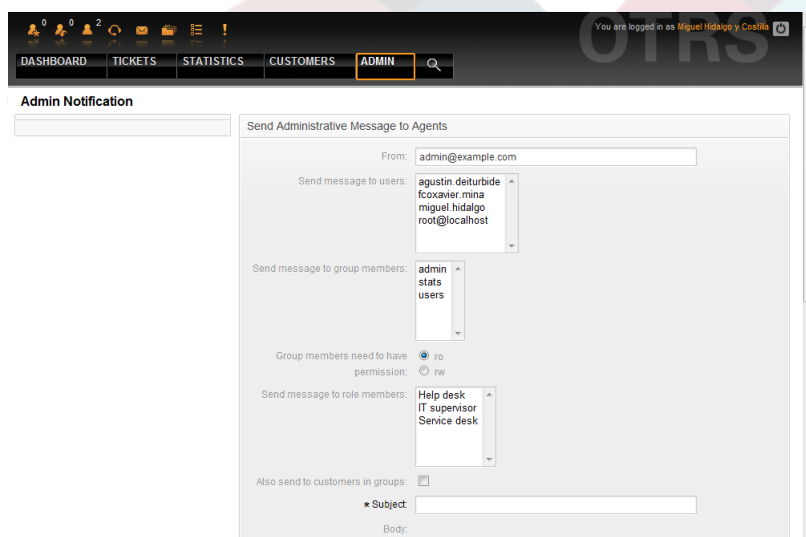 0 0 2
You are logged in as Miguel Hidalgo y Costilla
OTRS
DASHBOARD TICKETS STATISTICS CUSTOMERS ADMIN
Admin Notification
Send Administrative Message to Agents
From: admin@example.com
Send message to users: agustin.deiturbide
fcoxavier.mina
miguel.hidalgo
root@localhost
Send message to group members: admin
stats
users
Group members need to have ro
permission: rw
Send message to role members: Help desk
IT supervisor
Service desk
Also send to customers in groups:
* Subject:
Body: